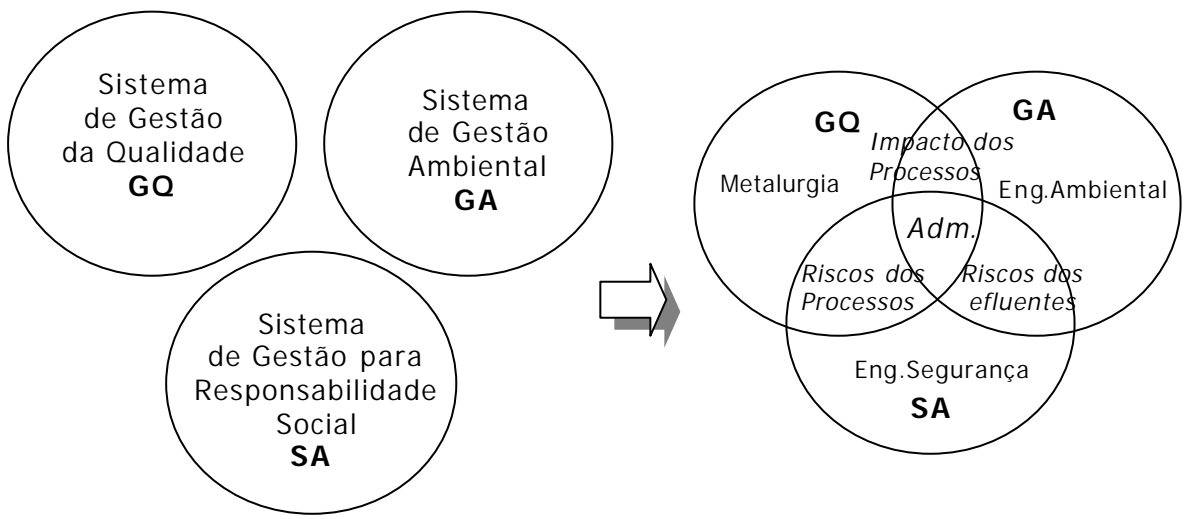 Sistema
de Gestão
da Qualidade
GQ
Sistema
de Gestão
Ambiental
GA
Sistema
de Gestão para
Responsabilidade
Social
SA
GQ
GA
Impacto dos
Processos
Metalurgia
Eng.Ambiental
Adm.
Riscos dos
Processos
Riscos dos
efluentes
Eng.Segurança
SA